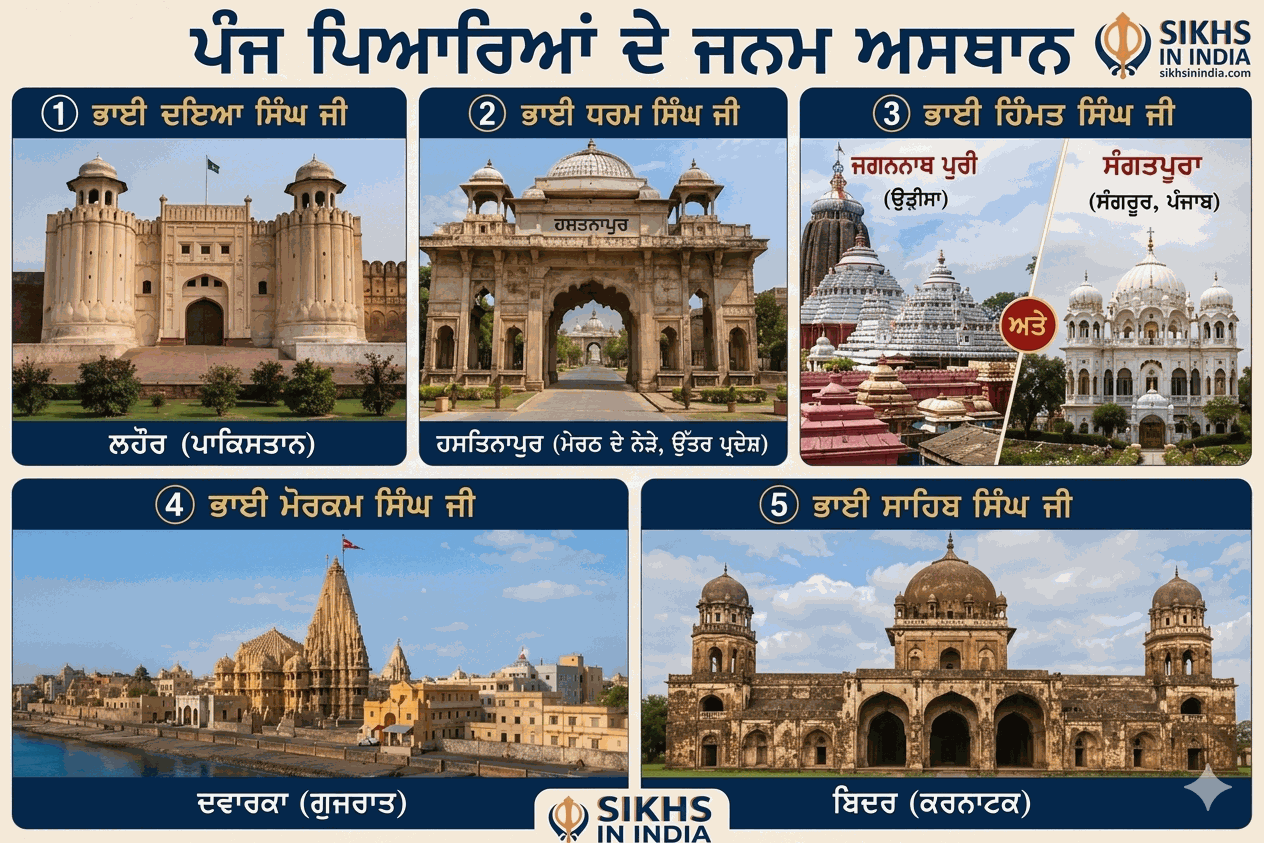 ਪੰਜ ਪਿਆਰਿਆਂ ਦੇ ਜਨਮ ਅਸਥਾਨ
SIKHS
IN INDIA
sikhsinindia.com
1 ਭਾਈ ਦਇਆ ਸਿੰਘ ਜੀ
ਲਹੌਰ (ਪਾਕਿਸਤਾਨ)
2 ਭਾਈ ਧਰਮ ਸਿੰਘ ਜੀ
ਹਸਤਨਾਪੁਰ
ਹਸਤਿਨਾਪੁਰ (ਮੇਰਠ ਦੇ ਨੇੜੇ, ਉੱਤਰ ਪ੍ਰਦੇਸ਼)
3 ਭਾਈ ਹਿੰਮਤ ਸਿੰਘ ਜੀ
ਜਗਨਨਾਬ ਪੁਰੀ
(ਉੜੀਸਾ)
ਅਤੇ
ਸੰਗਤਪੂਰਾ
(ਸੰਗਰੂਰ, ਪੰਜਾਬ)
4 ਭਾਈ ਮੋਰਕਮ ਸਿੰਘ ਜੀ
ਦਵਾਰਕਾ (ਗੁਜਰਾਤ)
5 ਭਾਈ ਸਾਹਿਬ ਸਿੰਘ ਜੀ
ਬਿਦਰ (ਕਰਨਾਟਕ)
SIKHS
IN INDIA